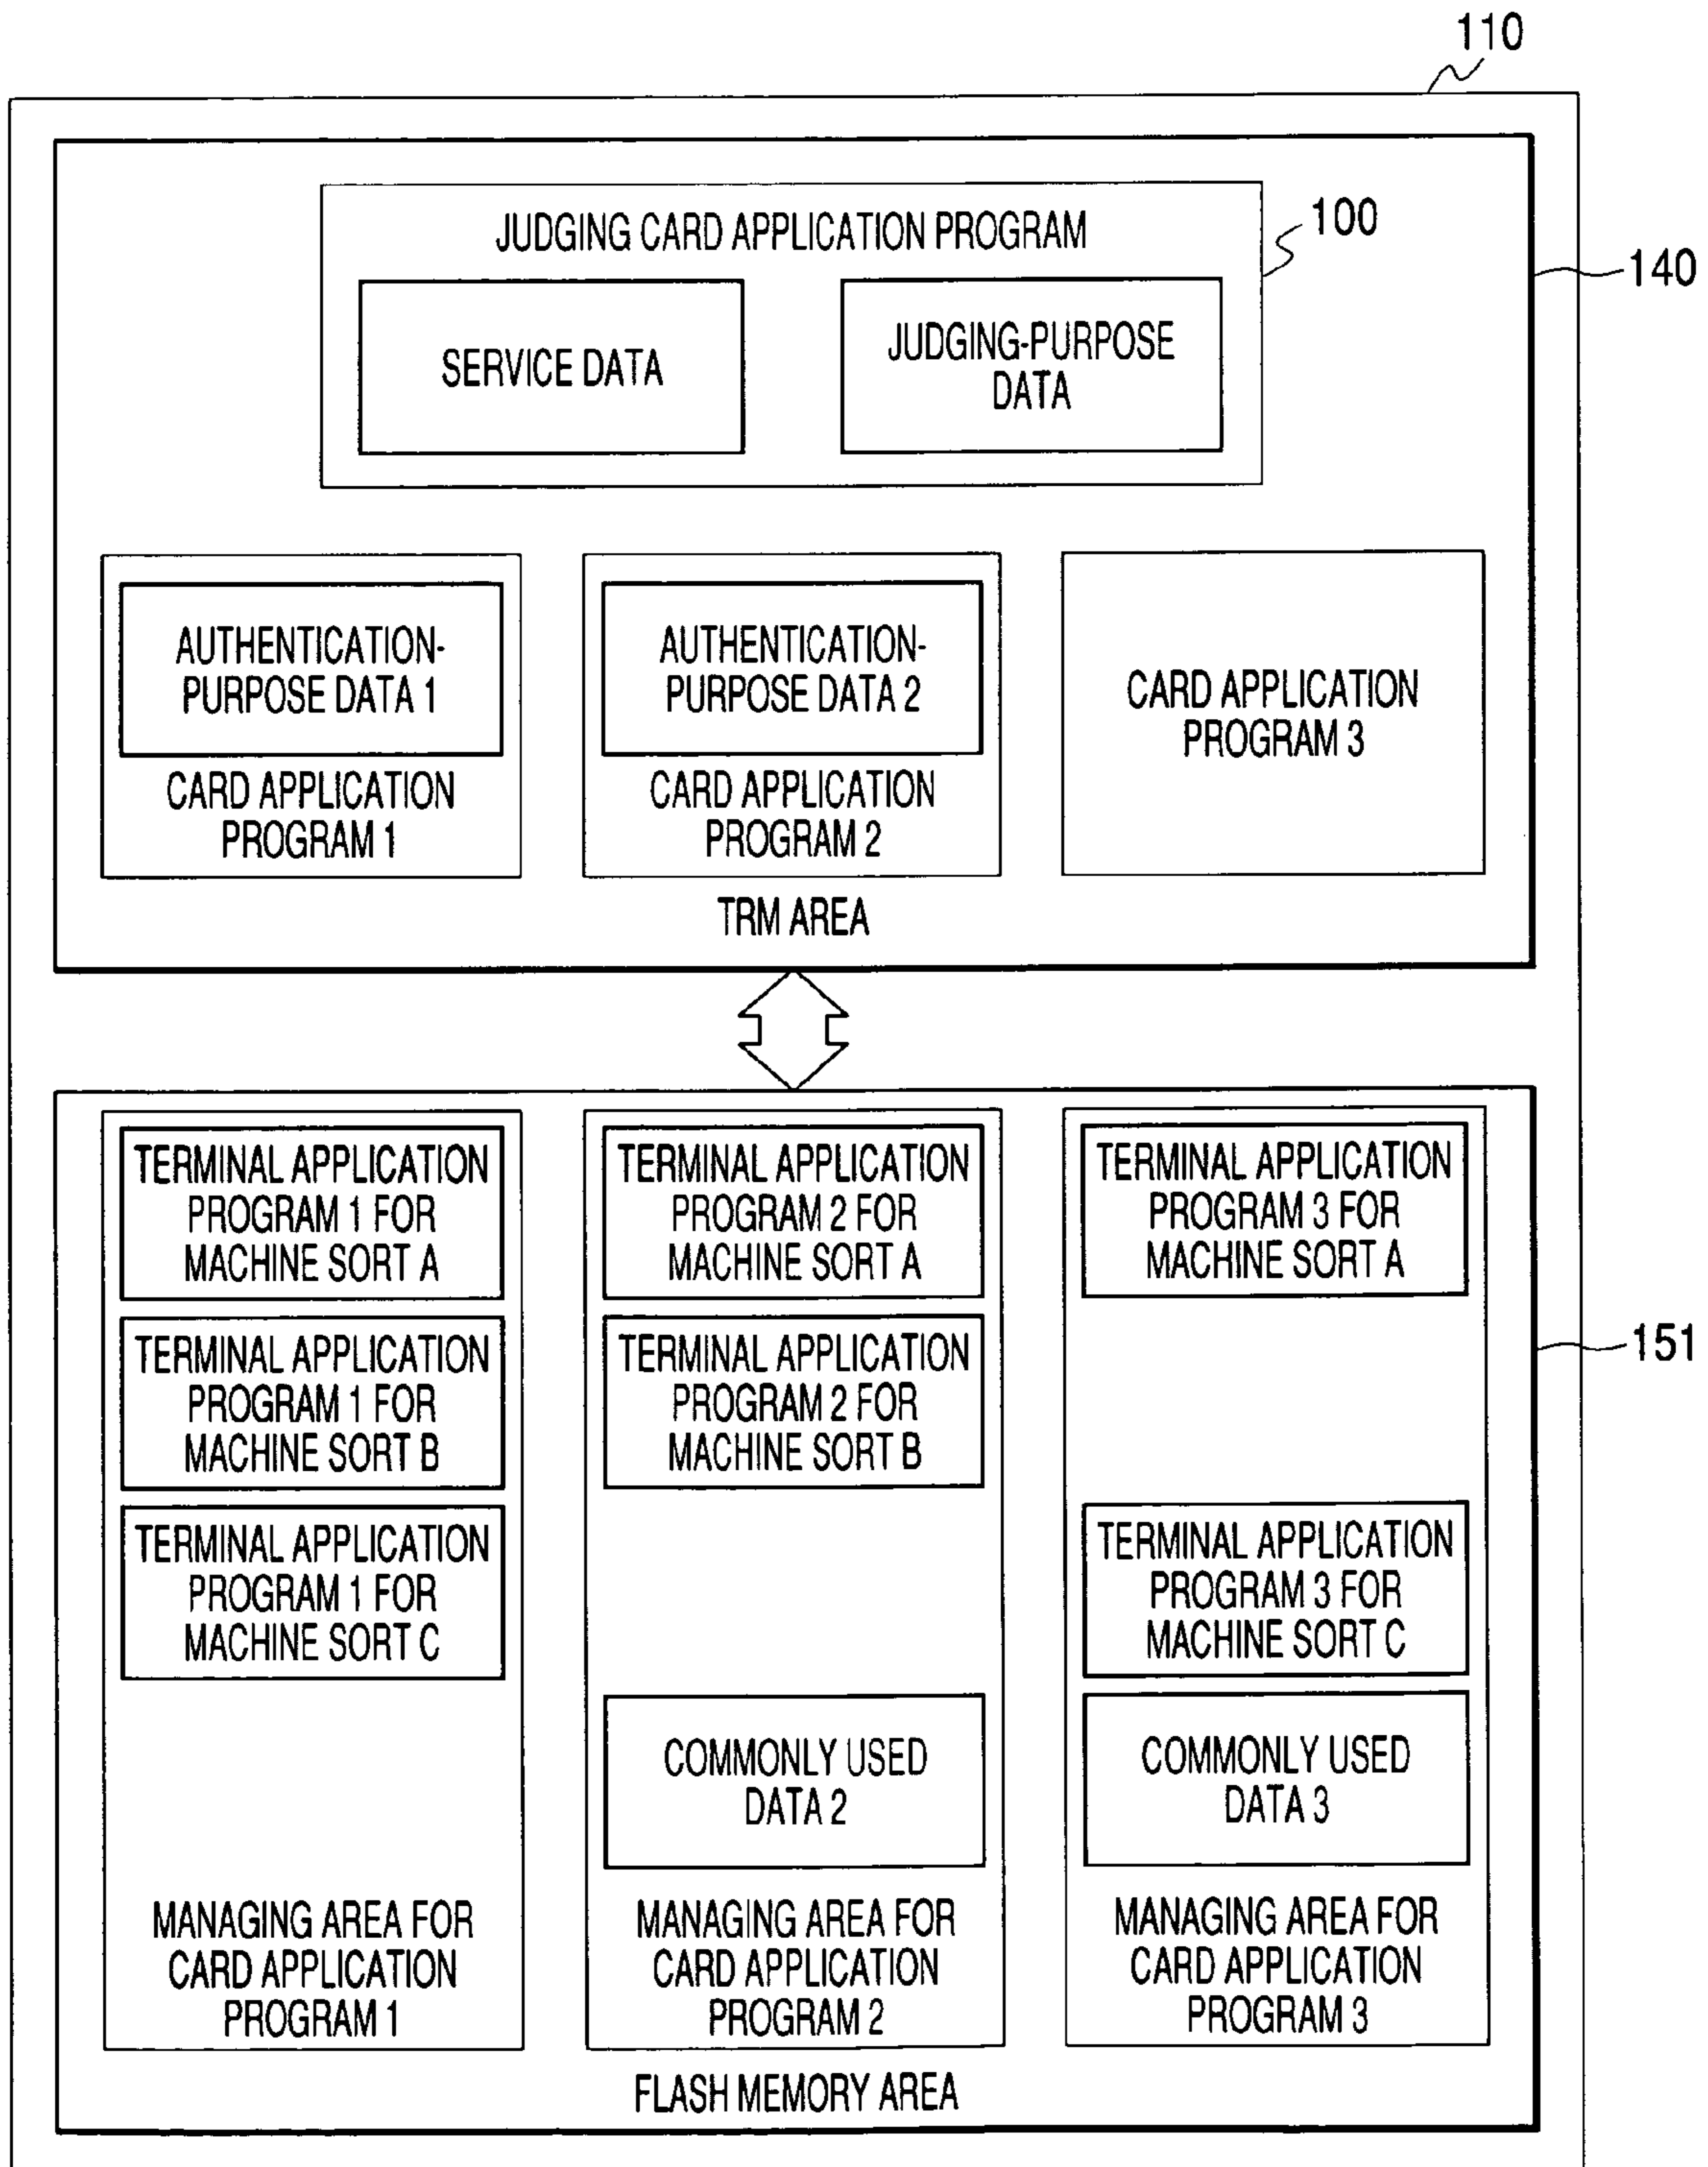 110
JUDGING CARD APPLICATION PROGRAM
100
140
SERVICE DATA
JUDGING-PURPOSE
DATA
AUTHENTICATION-
PURPOSE DATA 1
CARD APPLICATION
PROGRAM 1
AUTHENTICATION-
PURPOSE DATA 2
CARD APPLICATION
PROGRAM 2
CARD APPLICATION
PROGRAM 3
TRM AREA
TERMINAL APPLICATION
PROGRAM 1 FOR
MACHINE SORT A
TERMINAL APPLICATION
PROGRAM 1 FOR
MACHINE SORT B
TERMINAL APPLICATION
PROGRAM 1 FOR
MACHINE SORT C
MANAGING AREA FOR
CARD APPLICATION
PROGRAM 1
TERMINAL APPLICATION
PROGRAM 2 FOR
MACHINE SORT A
TERMINAL APPLICATION
PROGRAM 2 FOR
MACHINE SORT B
COMMONLY USED
DATA 2
MANAGING AREA FOR
CARD APPLICATION
PROGRAM 2
TERMINAL APPLICATION
PROGRAM 3 FOR
MACHINE SORT A
TERMINAL APPLICATION
PROGRAM 3 FOR
MACHINE SORT C
COMMONLY USED
DATA 3
MANAGING AREA FOR
CARD APPLICATION
PROGRAM 3
151
FLASH MEMORY AREA